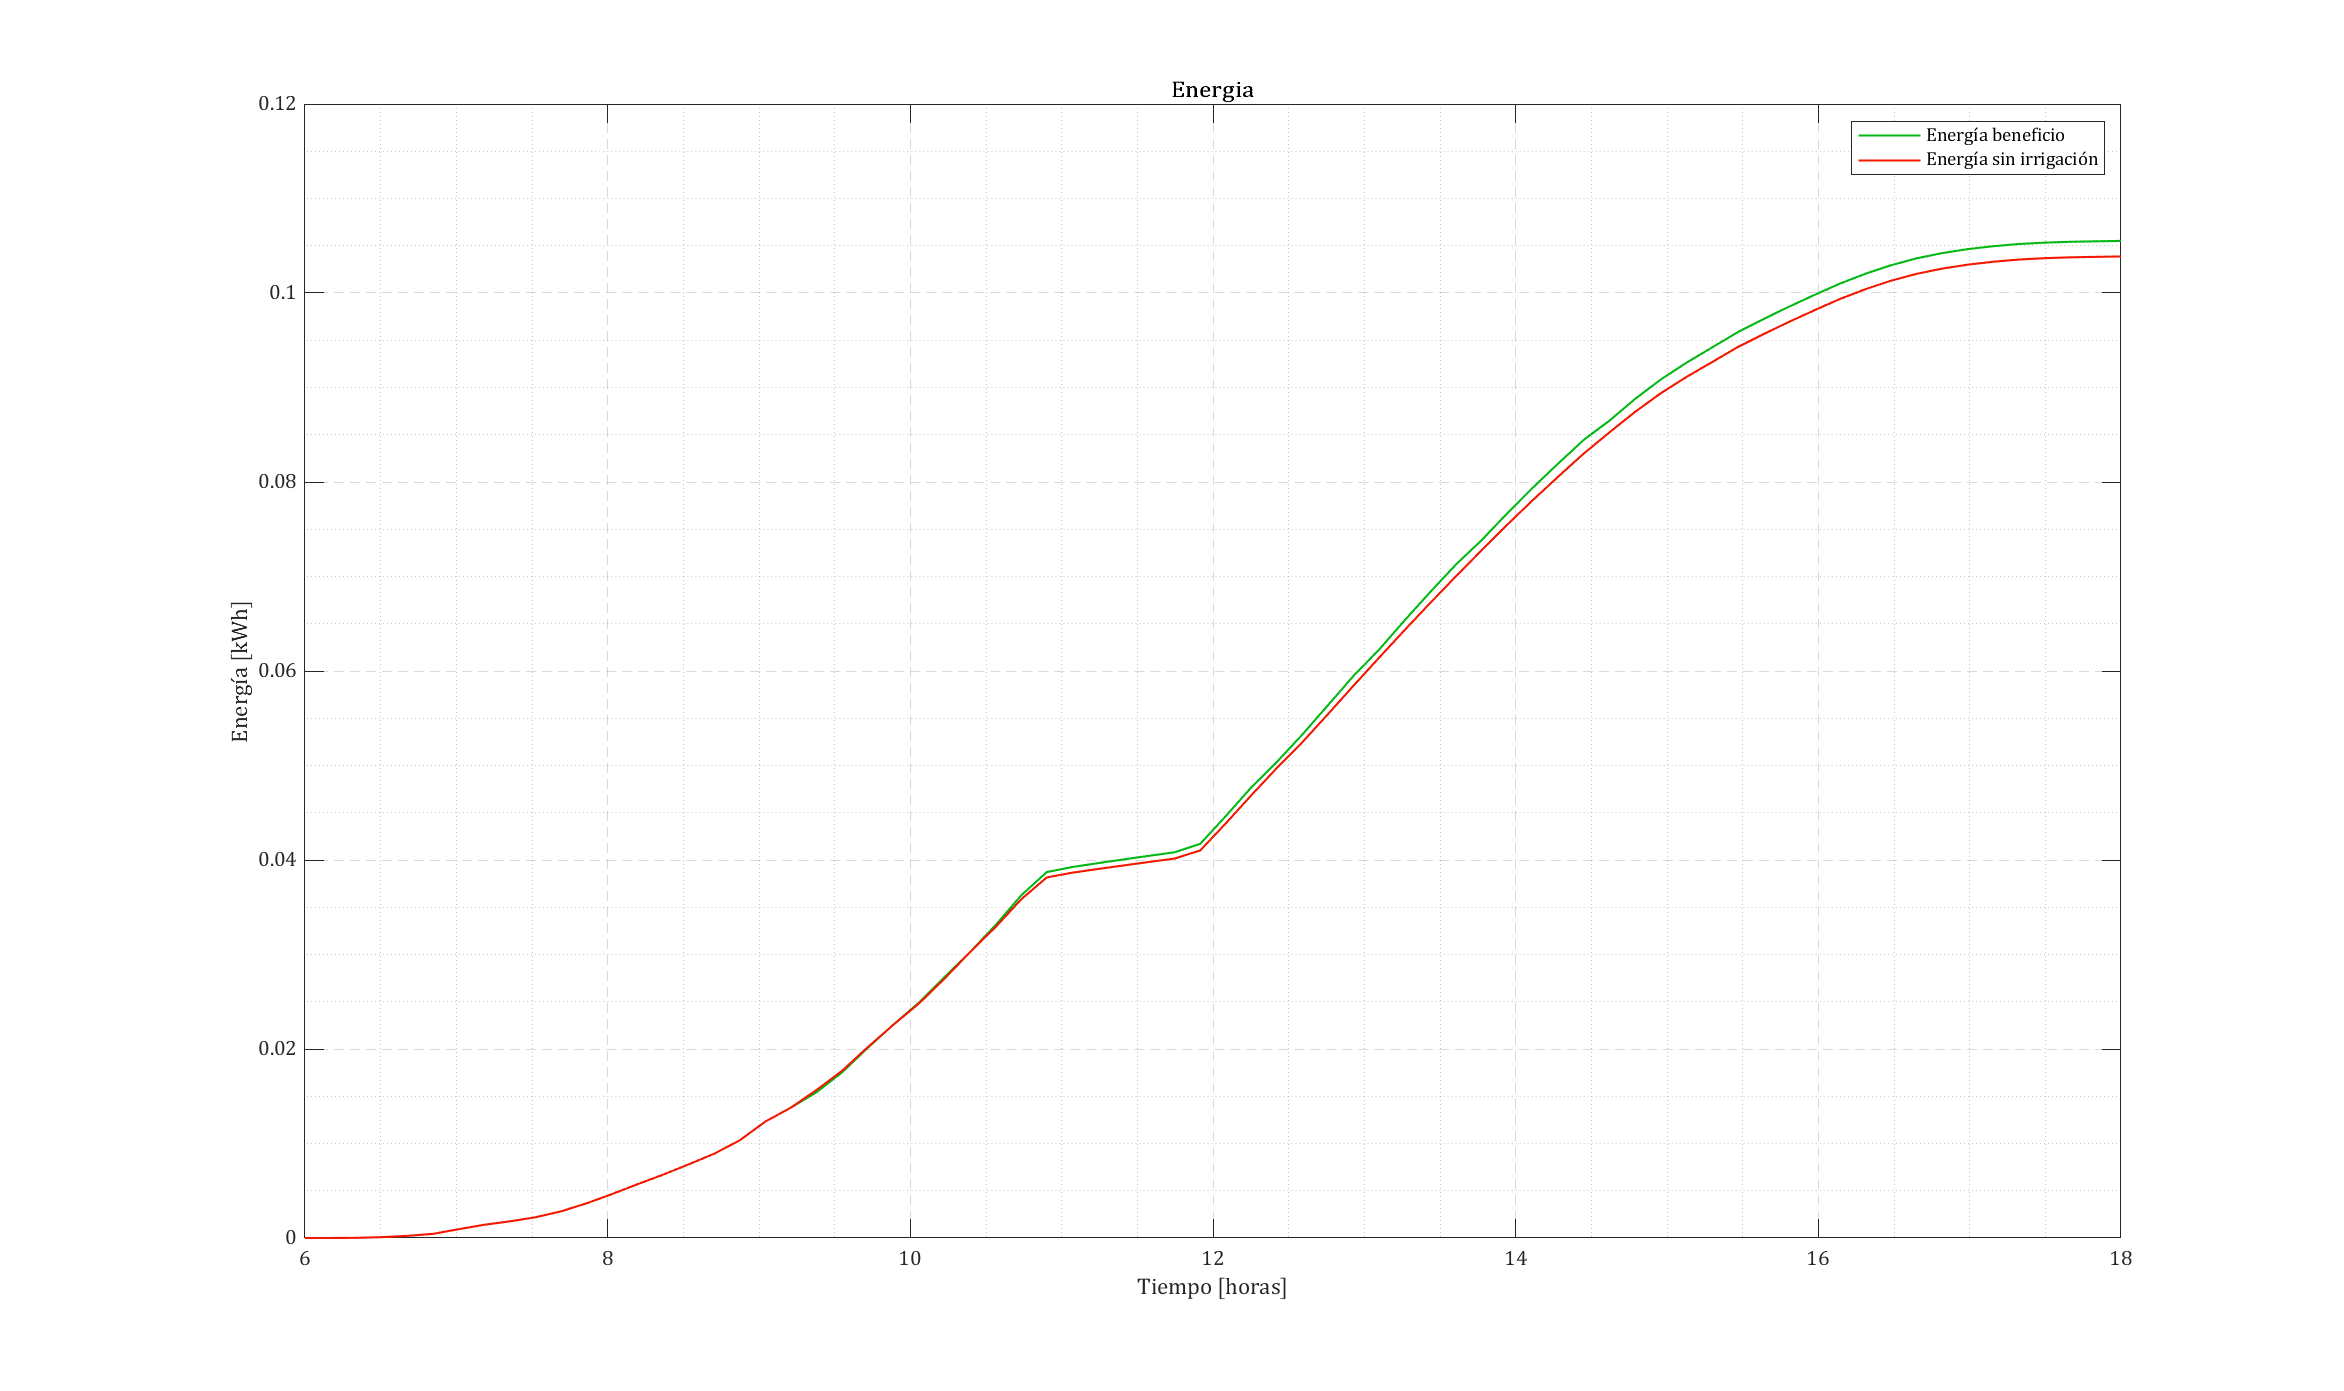 Energia
0.12
0.1
0.08
0.06
0.04
0.02
0
Energía [kWh]
Energía beneficio
Energía sin irrigación
6 8 10 12 14 16 18
Tiempo [horas]